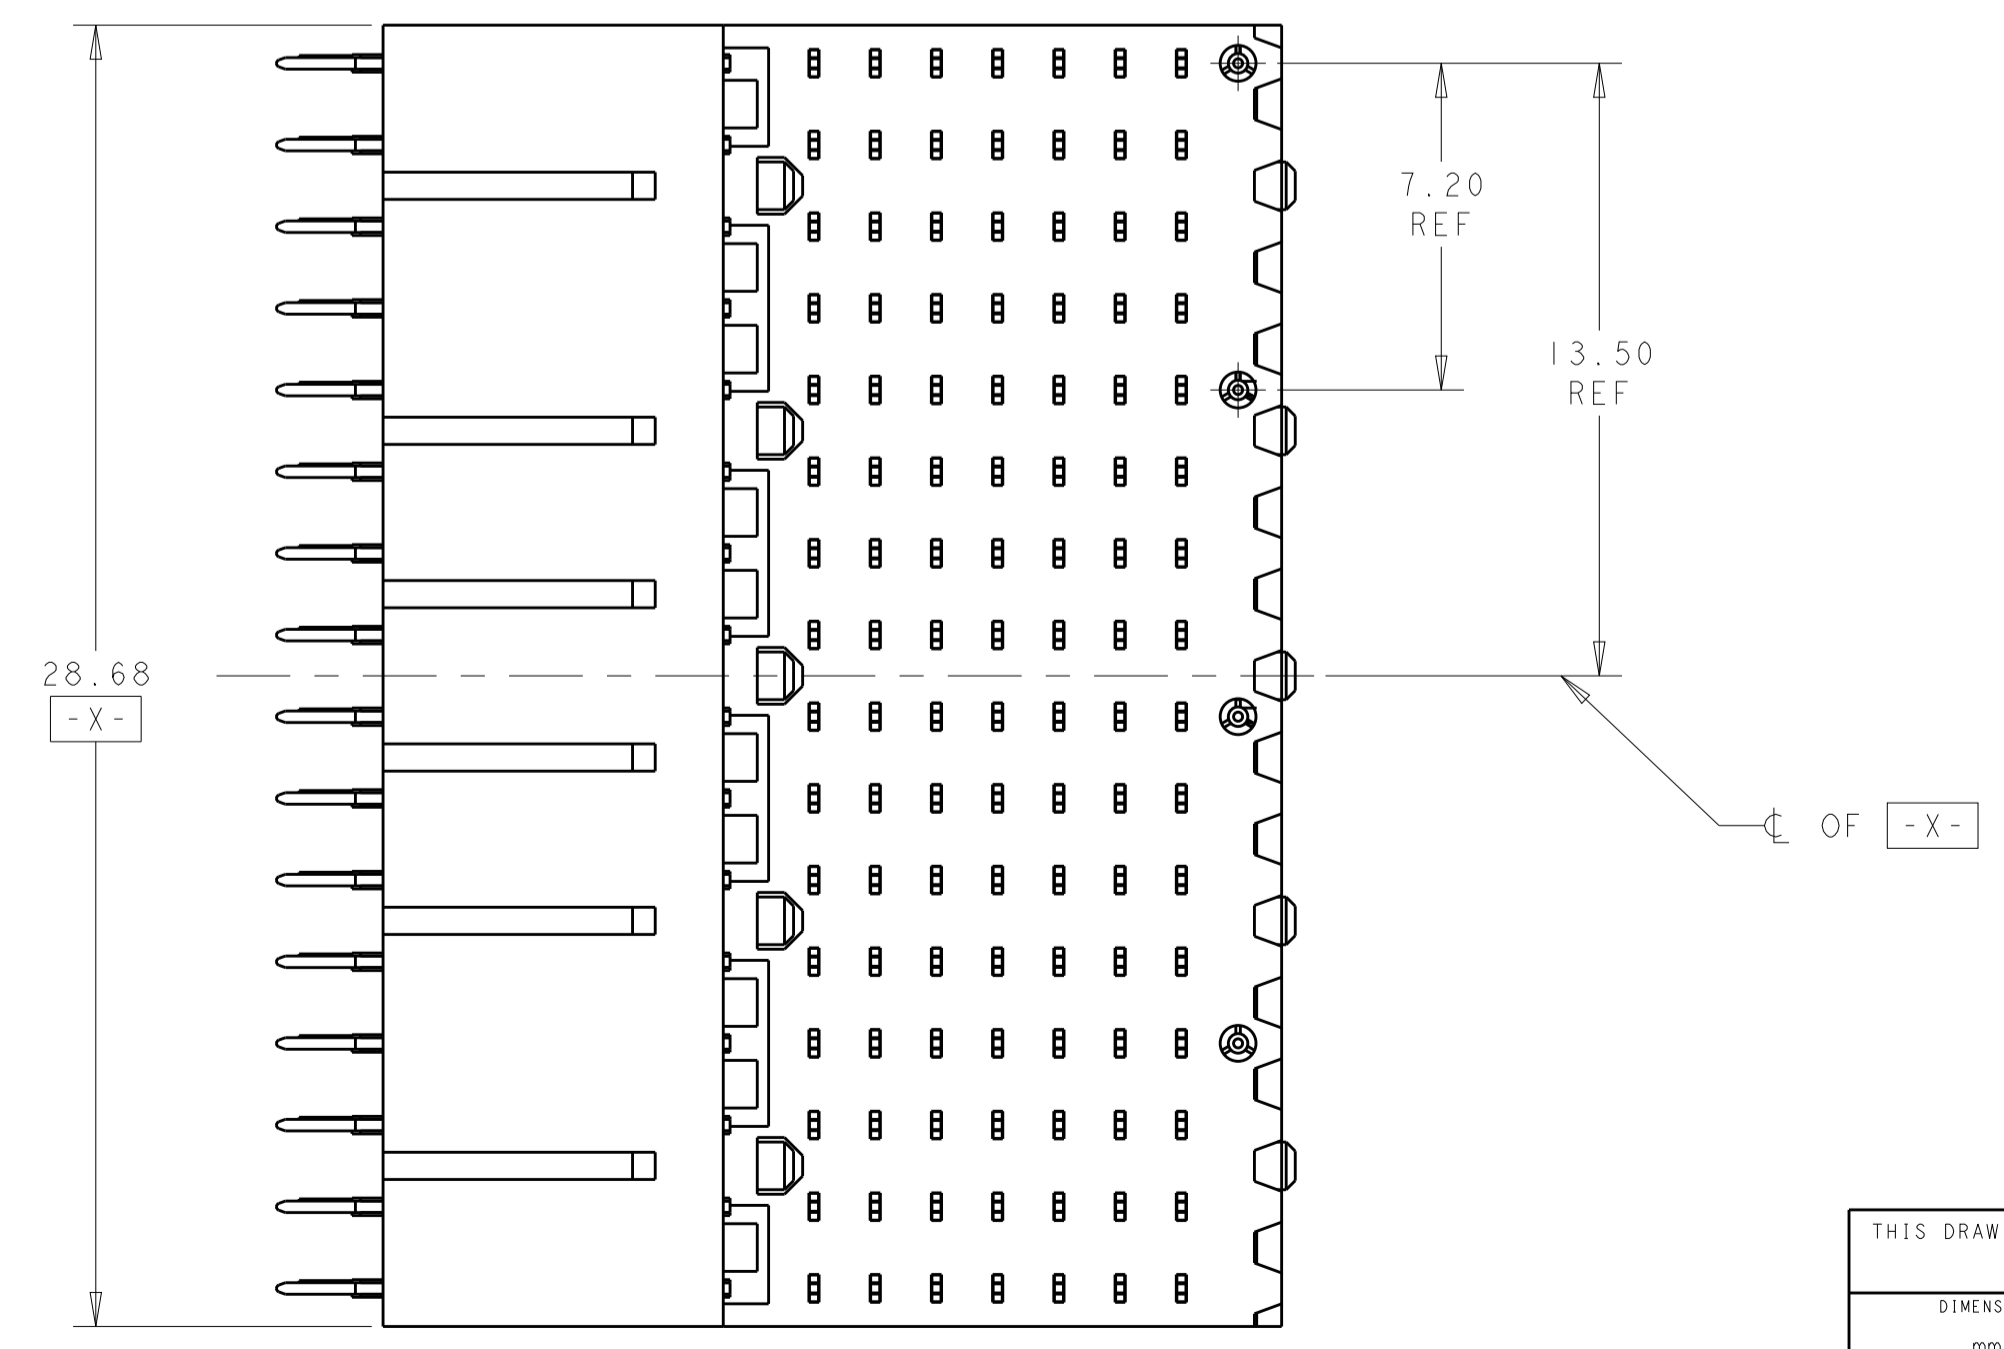 7.20
REF
13.50
REF
28.68
-X-
℄ OF -X-
THIS DRAW
DIMENS
mm